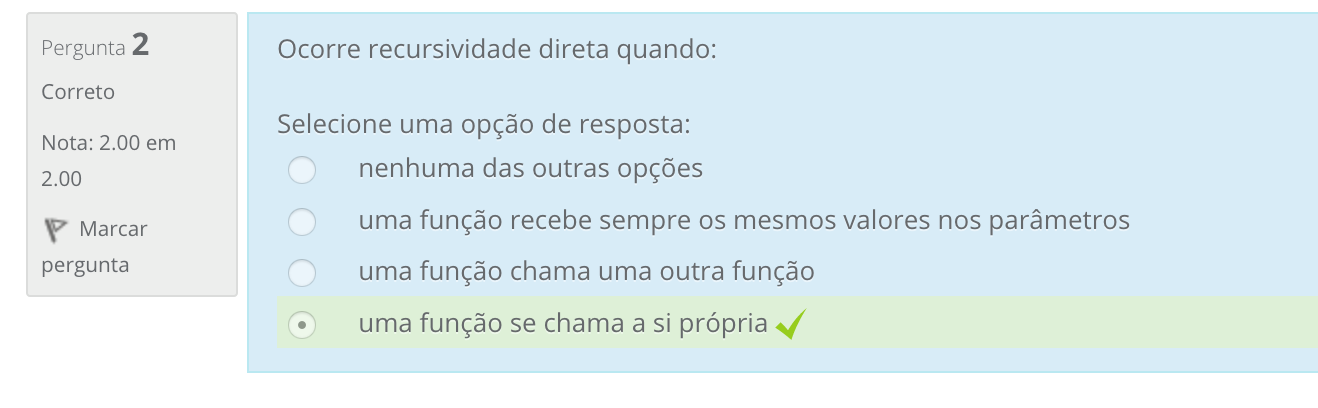 Pergunta 2
Correto
Nota: 2.00 em
2.00
Marcar
pergunta
Ocorre recursividade direta quando:
Selecione uma opção de resposta:
nenhuma das outras opções
uma função recebe sempre os mesmos valores nos parâmetros
uma função chama uma outra função
uma função se chama a si própria